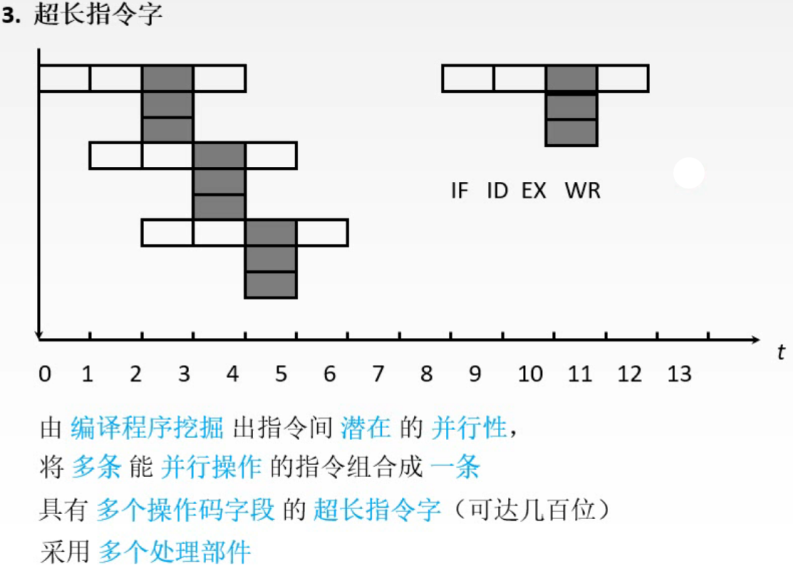 3. 超长指令字
IF ID EX WR
t
0 1 2 3 4 5 6 7 8 9 10 11 12 13
由 编译程序挖掘 出指令间 潜在 的 并行性，
将 多条 能 并行操作 的指令组合成 一条
具有 多个操作码字段 的 超长指令字（可达几百位）
采用 多个处理部件